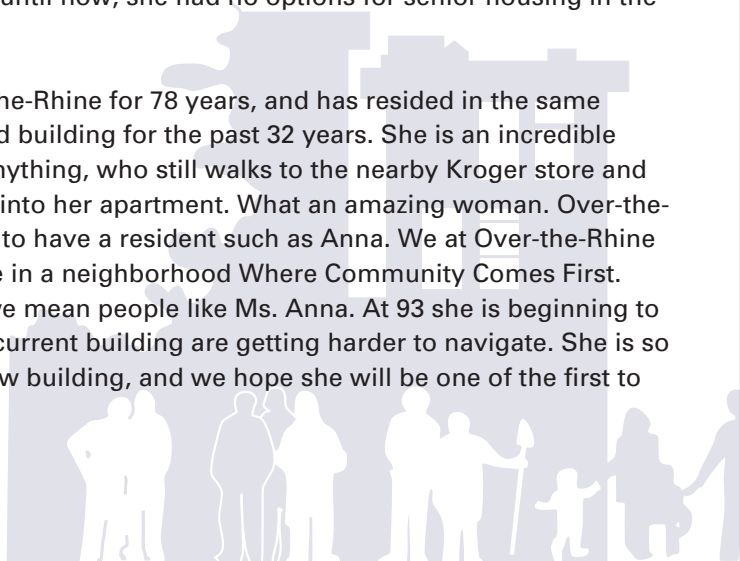 until now, she had no options for senior housing in the
he-Rhine for 78 years, and has resided in the same
d building for the past 32 years. She is an incredible
nything, who still walks to the nearby Kroger store and
into her apartment. What an amazing woman. Over-the-
to have a resident such as Anna. We at Over-the-Rhine
e in a neighborhood Where Community Comes First.
ve mean people like Ms. Anna. At 93 she is beginning to
current building are getting harder to navigate. She is so
w building, and we hope she will be one of the first to